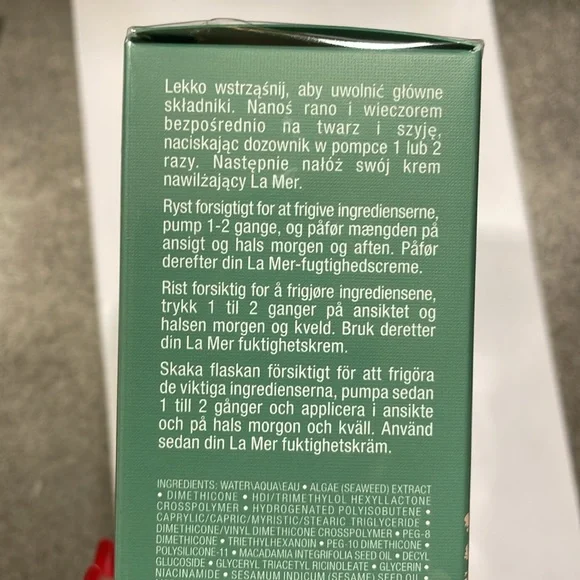 Lekko wstrząśnij, aby uwolnić główne
składniki. Nanoś rano i wieczorem
bezpośrednio na twarz i szyję,
naciskając dozownik w pompce 1 lub 2
razy. Następnie nałóż swój krem
nawilżający La Mer.
Ryst forsigtigt for at frigive ingredienserne,
pump 1-2 gange, og påfør mængden på
ansigt og hals morgen og aften. Påfør
derefter din La Mer-fugtighedscreme.
Rist forsiktig for å frigjøre ingrediensene,
trykk 1 til 2 ganger på ansiktet og
halsen morgen og kveld. Bruk deretter
din La Mer fuktighetskrem.
Skaka flaskan försiktigt för att frigöra
de viktiga ingredienserna, pumpa sedan
1 till 2 gånger och applicera i ansikte
och på hals morgon och kväll. Använd
sedan din La Mer fuktighetskräm.
INGREDIENTS: WATER\AQUA\EAU • ALGAE (SEAWEED) EXTRACT
• DIMETHICONE • HDI/TRIMETHYLOL HEXYLLACTONE
CROSSPOLYMER • HYDROGENATED POLYISOBUTENE •
CAPRYLIC/CAPRIC/MYRISTIC/STEARIC TRIGLYCERIDE •
DIMETHICONE/VINYL DIMETHICONE CROSSPOLYMER • PEG-8
DIMETHICONE • TRIETHYLHEXANOIN • PEG-10 DIMETHICONE •
POLYSILICONE-11 • MACADAMIA INTEGRIFOLIA SEED OIL • DECYL
GLUCOSIDE • GLYCERYL TRIACETYL RICINOLEATE • GLYCERIN •
NIACINAMIDE • SESAMUM INDICUM (SESAME) SEED OIL